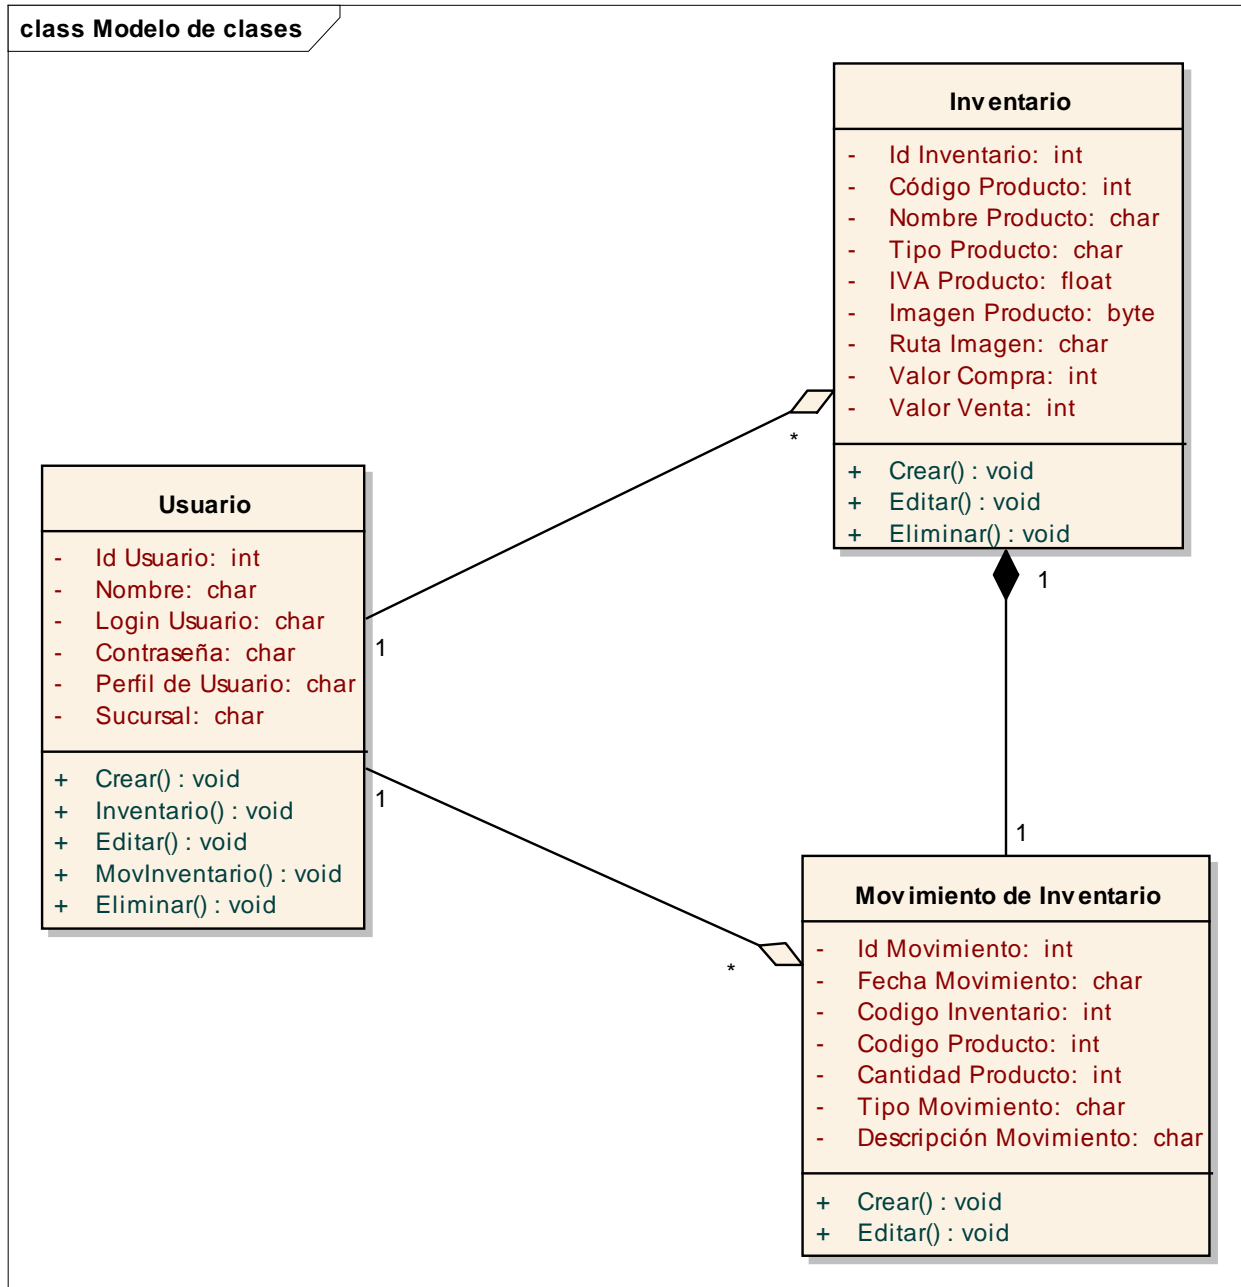 class Modelo de clases
Inventario
- Id Inventario: int
- Código Producto: int
- Nombre Producto: char
- Tipo Producto: char
- IVA Producto: float
- Imagen Producto: byte
- Ruta Imagen: char
- Valor Compra: int
- Valor Venta: int
+ Crear() : void
+ Editar() : void
+ Eliminar() : void
*
1
Usuario
- Id Usuario: int
- Nombre: char
- Login Usuario: char
- Contraseña: char
- Perfil de Usuario: char
- Sucursal: char
+ Crear() : void
+ Inventario() : void
+ Editar() : void
+ MovInventario() : void
+ Eliminar() : void
1
1
*
1
Movimiento de Inventario
- Id Movimiento: int
- Fecha Movimiento: char
- Codigo Inventario: int
- Codigo Producto: int
- Cantidad Producto: int
- Tipo Movimiento: char
- Descripción Movimiento: char
+ Crear() : void
+ Editar() : void